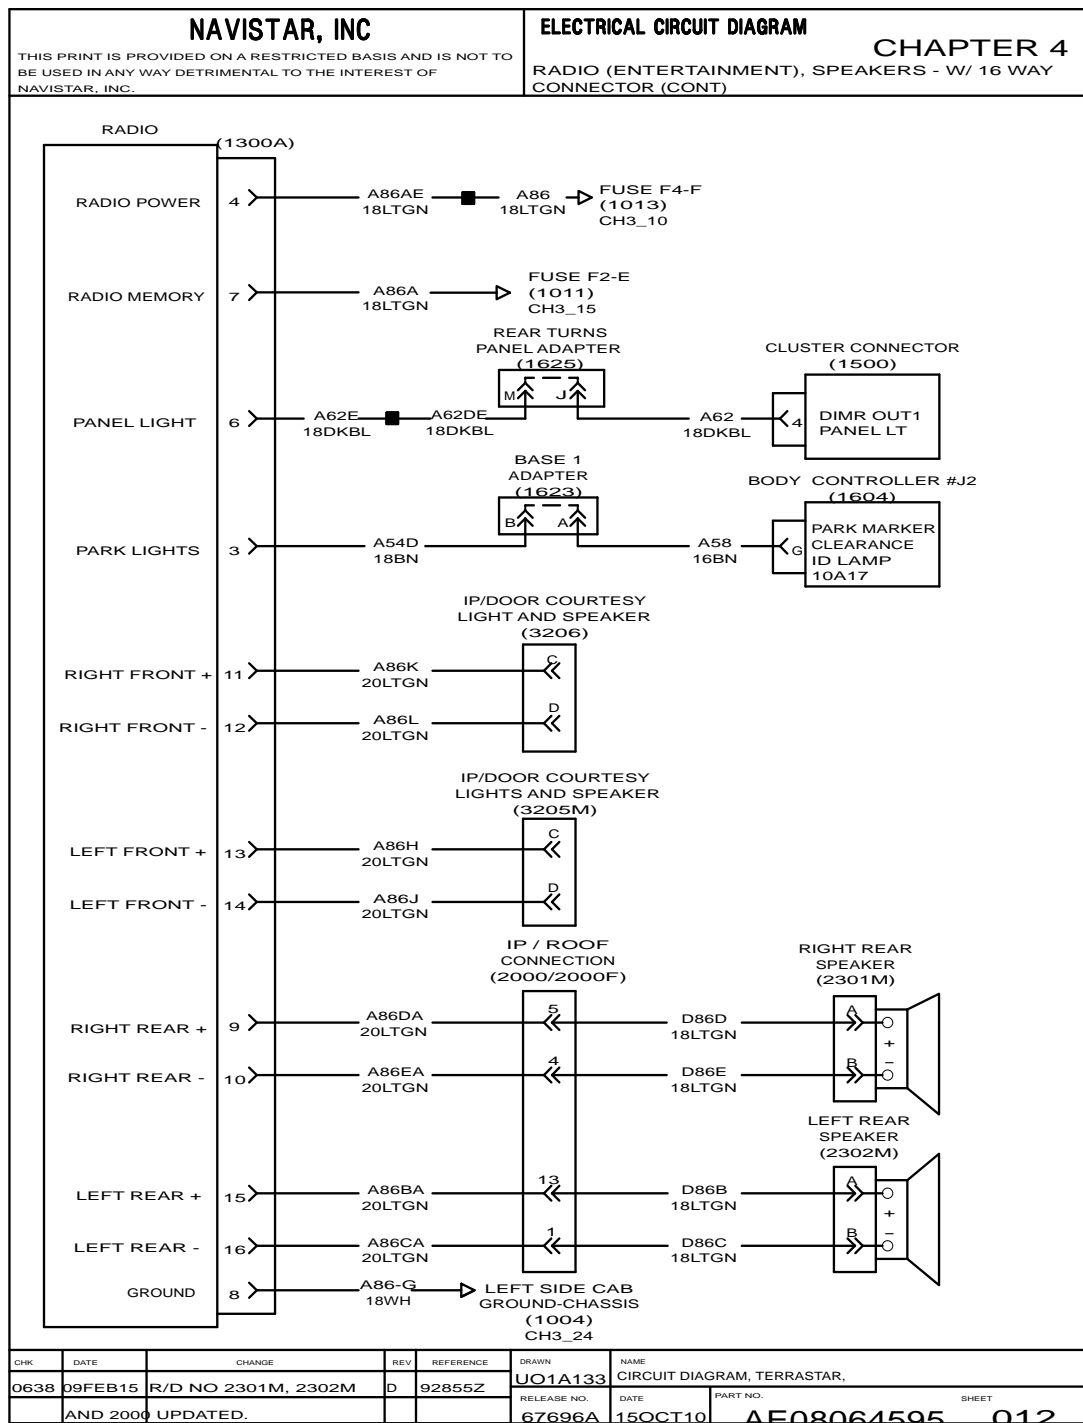 NAVISTAR, INC
THIS PRINT IS PROVIDED ON A RESTRICTED BASIS AND IS NOT TO
BE USED IN ANY WAY DETRIMENTAL TO THE INTEREST OF
NAVISTAR, INC.
ELECTRICAL CIRCUIT DIAGRAM
CHAPTER 4
RADIO (ENTERTAINMENT), SPEAKERS - W/ 16 WAY
CONNECTOR (CONT)
RADIO
(1300A)
RADIO POWER 4 A86AE A86 FUSE F4-F
18LTGN 18LTGN (1013)
CH3_10
RADIO MEMORY 7 A86A FUSE F2-E
18LTGN (1011)
CH3_15
REAR TURNS
PANEL ADAPTER
(1625)
M J
CLUSTER CONNECTOR
(1500)
PANEL LIGHT 6 A62E A62DE A62 4 DIMR OUT1
18DKBL 18DKBL 18DKBL PANEL LT
BASE 1
ADAPTER
(1623)
B A
BODY CONTROLLER #J2
(1604)
PARK LIGHTS 3 A54D A58 G PARK MARKER
18BN 16BN CLEARANCE
ID LAMP
10A17
IP/DOOR COURTESY
LIGHT AND SPEAKER
(3206)
RIGHT FRONT + 11 A86K C
20LTGN
RIGHT FRONT - 12 A86L D
20LTGN
IP/DOOR COURTESY
LIGHTS AND SPEAKER
(3205M)
LEFT FRONT + 13 A86H C
20LTGN
LEFT FRONT - 14 A86J D
20LTGN
IP / ROOF
CONNECTION
(2000/2000F)
RIGHT REAR
SPEAKER
(2301M)
RIGHT REAR + 9 A86DA 5 D86D A
20LTGN 18LTGN +
RIGHT REAR - 10 A86EA 4 D86E B −
20LTGN 18LTGN
LEFT REAR
SPEAKER
(2302M)
LEFT REAR + 15 A86BA 13 D86B A
20LTGN 18LTGN +
LEFT REAR - 16 A86CA 1 D86C B −
20LTGN 18LTGN
GROUND 8 A86-G LEFT SIDE CAB
18WH GROUND-CHASSIS
(1004)
CH3_24
CHK DATE CHANGE REV REFERENCE DRAWN NAME
0638 09FEB15 R/D NO 2301M, 2302M D 92855Z UO1A133 CIRCUIT DIAGRAM, TERRASTAR,
AND 2000 UPDATED. RELEASE NO. DATE PART NO. SHEET
67696A 15OCT10 AE08064595 012